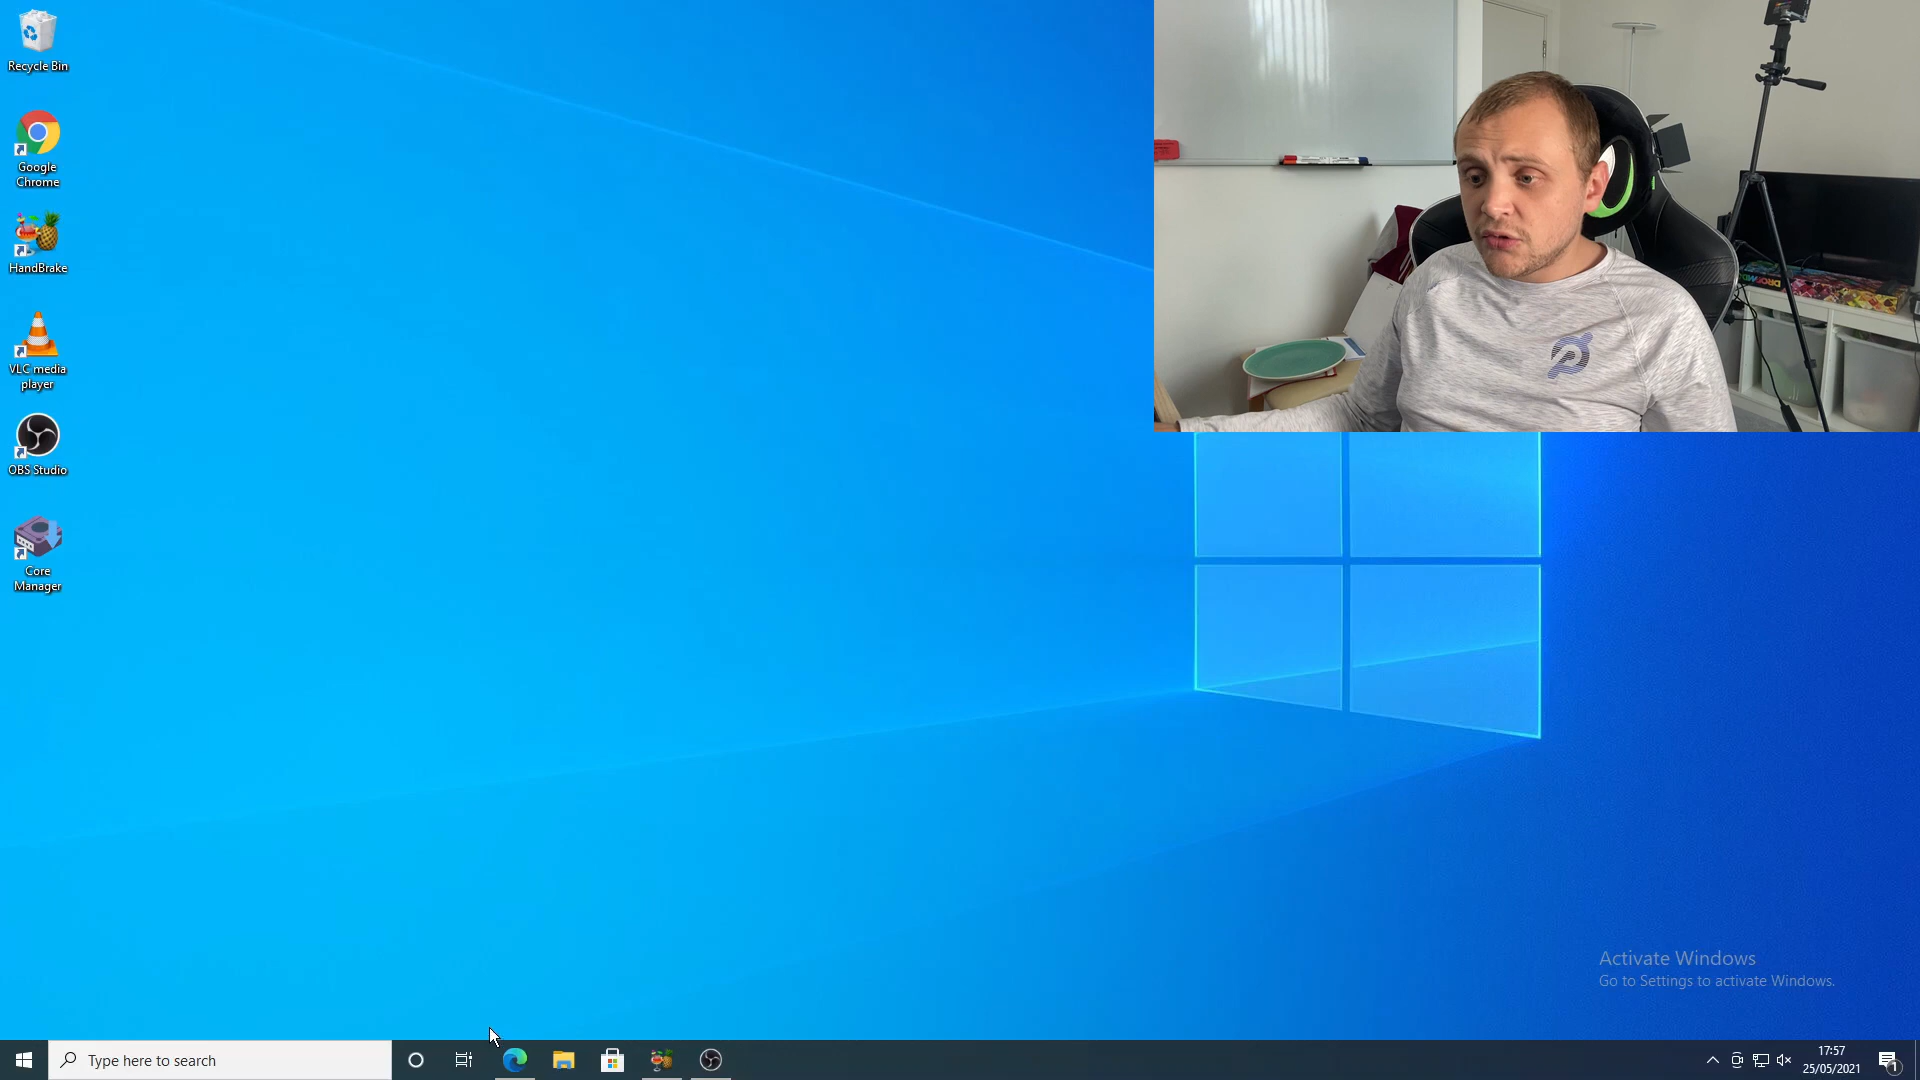 Recycle Bin
Google
Chrome
HandBrake
VLC media
player
OBS Studio
Core
Manager
Activate Windows
Go to Settings to activate Windows.
Type here to search
17:57
25/05/2021
1